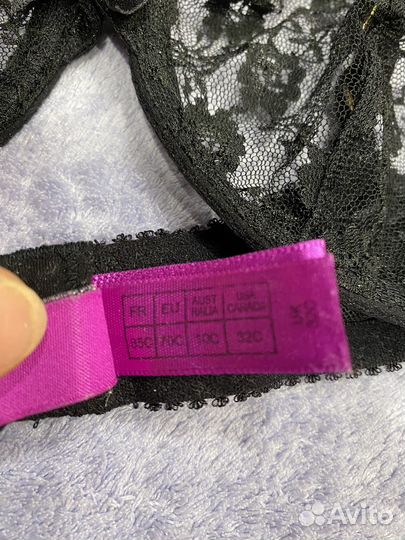 FR EU AUST RALIA USA CANADA
85C 70C 10C 32C
UK
32C
Avito